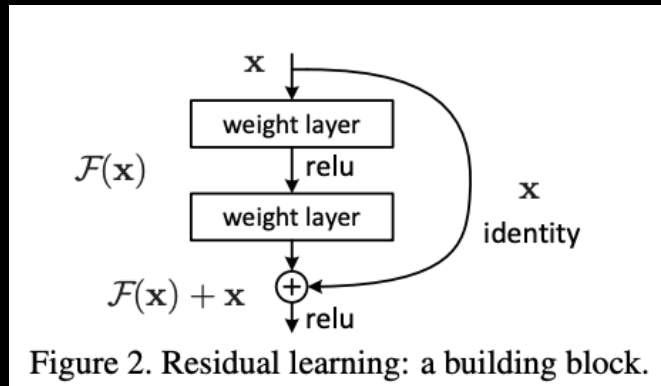 x
weight layer
relu
F(x)
x
weight layer
identity
F(x) + x
+
relu
Figure 2. Residual learning: a building block.